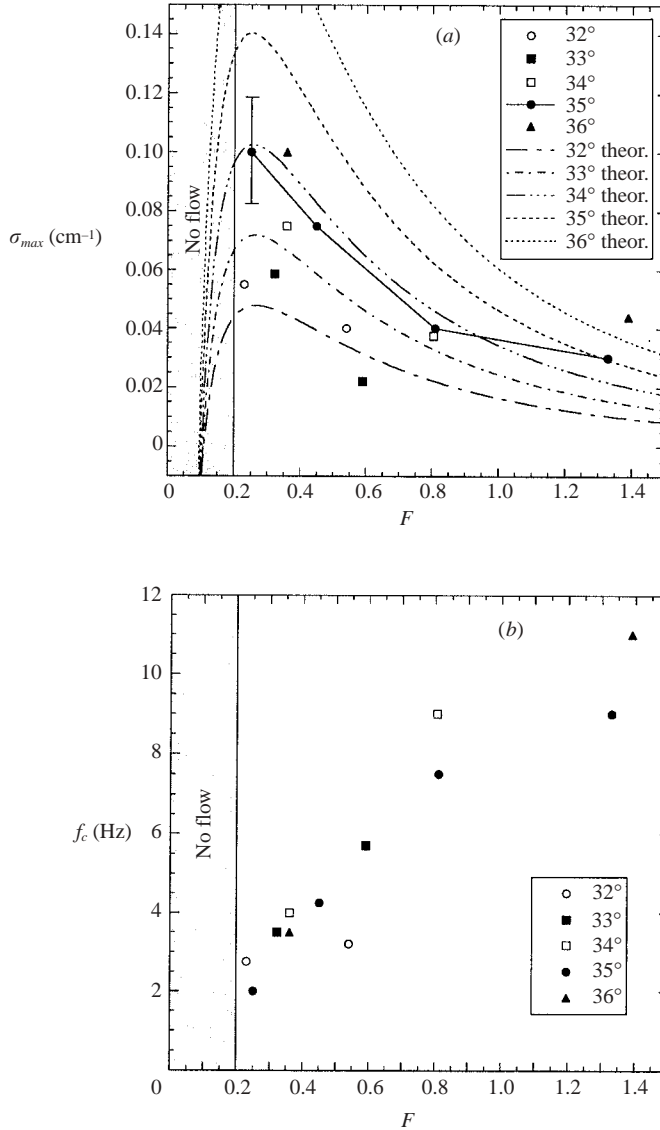 0.15
(a)
32°
33°
34°
35°
36°
32° theor.
33° theor.
34° theor.
35° theor.
36° theor.
0.10
0.08
0.06
0.04
0.02
0
σmax (cm⁻¹)
No flow
0 0.2 0.4 0.6 0.8 1.0 1.2 1.4
F
12
10
8
6
4
2
0 0.2 0.4 0.6 0.8 1.0 1.2 1.4
(b)
fc (Hz)
No flow
32°
33°
34°
35°
36°
F